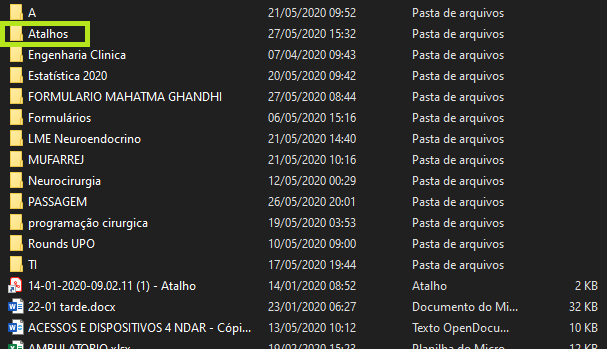 A 21/05/2020 09:52 Pasta de arquivos
Atalhos 27/05/2020 15:32 Pasta de arquivos
Engenharia Clinica 07/04/2020 09:43 Pasta de arquivos
Estatística 2020 20/05/2020 09:42 Pasta de arquivos
FORMULARIO MAHATMA GHANDHI 27/05/2020 08:44 Pasta de arquivos
Formulários 06/05/2020 15:16 Pasta de arquivos
LME Neuroendocrino 21/05/2020 14:40 Pasta de arquivos
MUFARREJ 21/05/2020 10:16 Pasta de arquivos
Neurocirurgia 12/05/2020 00:29 Pasta de arquivos
PASSAGEM 26/05/2020 20:01 Pasta de arquivos
programação cirurgica 19/05/2020 03:53 Pasta de arquivos
Rounds UPO 10/05/2020 09:00 Pasta de arquivos
TI 17/05/2020 19:44 Pasta de arquivos
14-01-2020-09.02.11 (1) - Atalho 14/01/2020 08:52 Atalho 2 KB
22-01 tarde.docx 23/01/2020 06:27 Documento do Mi... 32 KB
ACESSOS E DISPOSITIVOS 4 NDAR - Cópi... 13/05/2020 10:12 Texto OpenDocu... 10 KB
AMBULATORIO.xlsx 19/02/2020 15:23 Planilha do Micro...